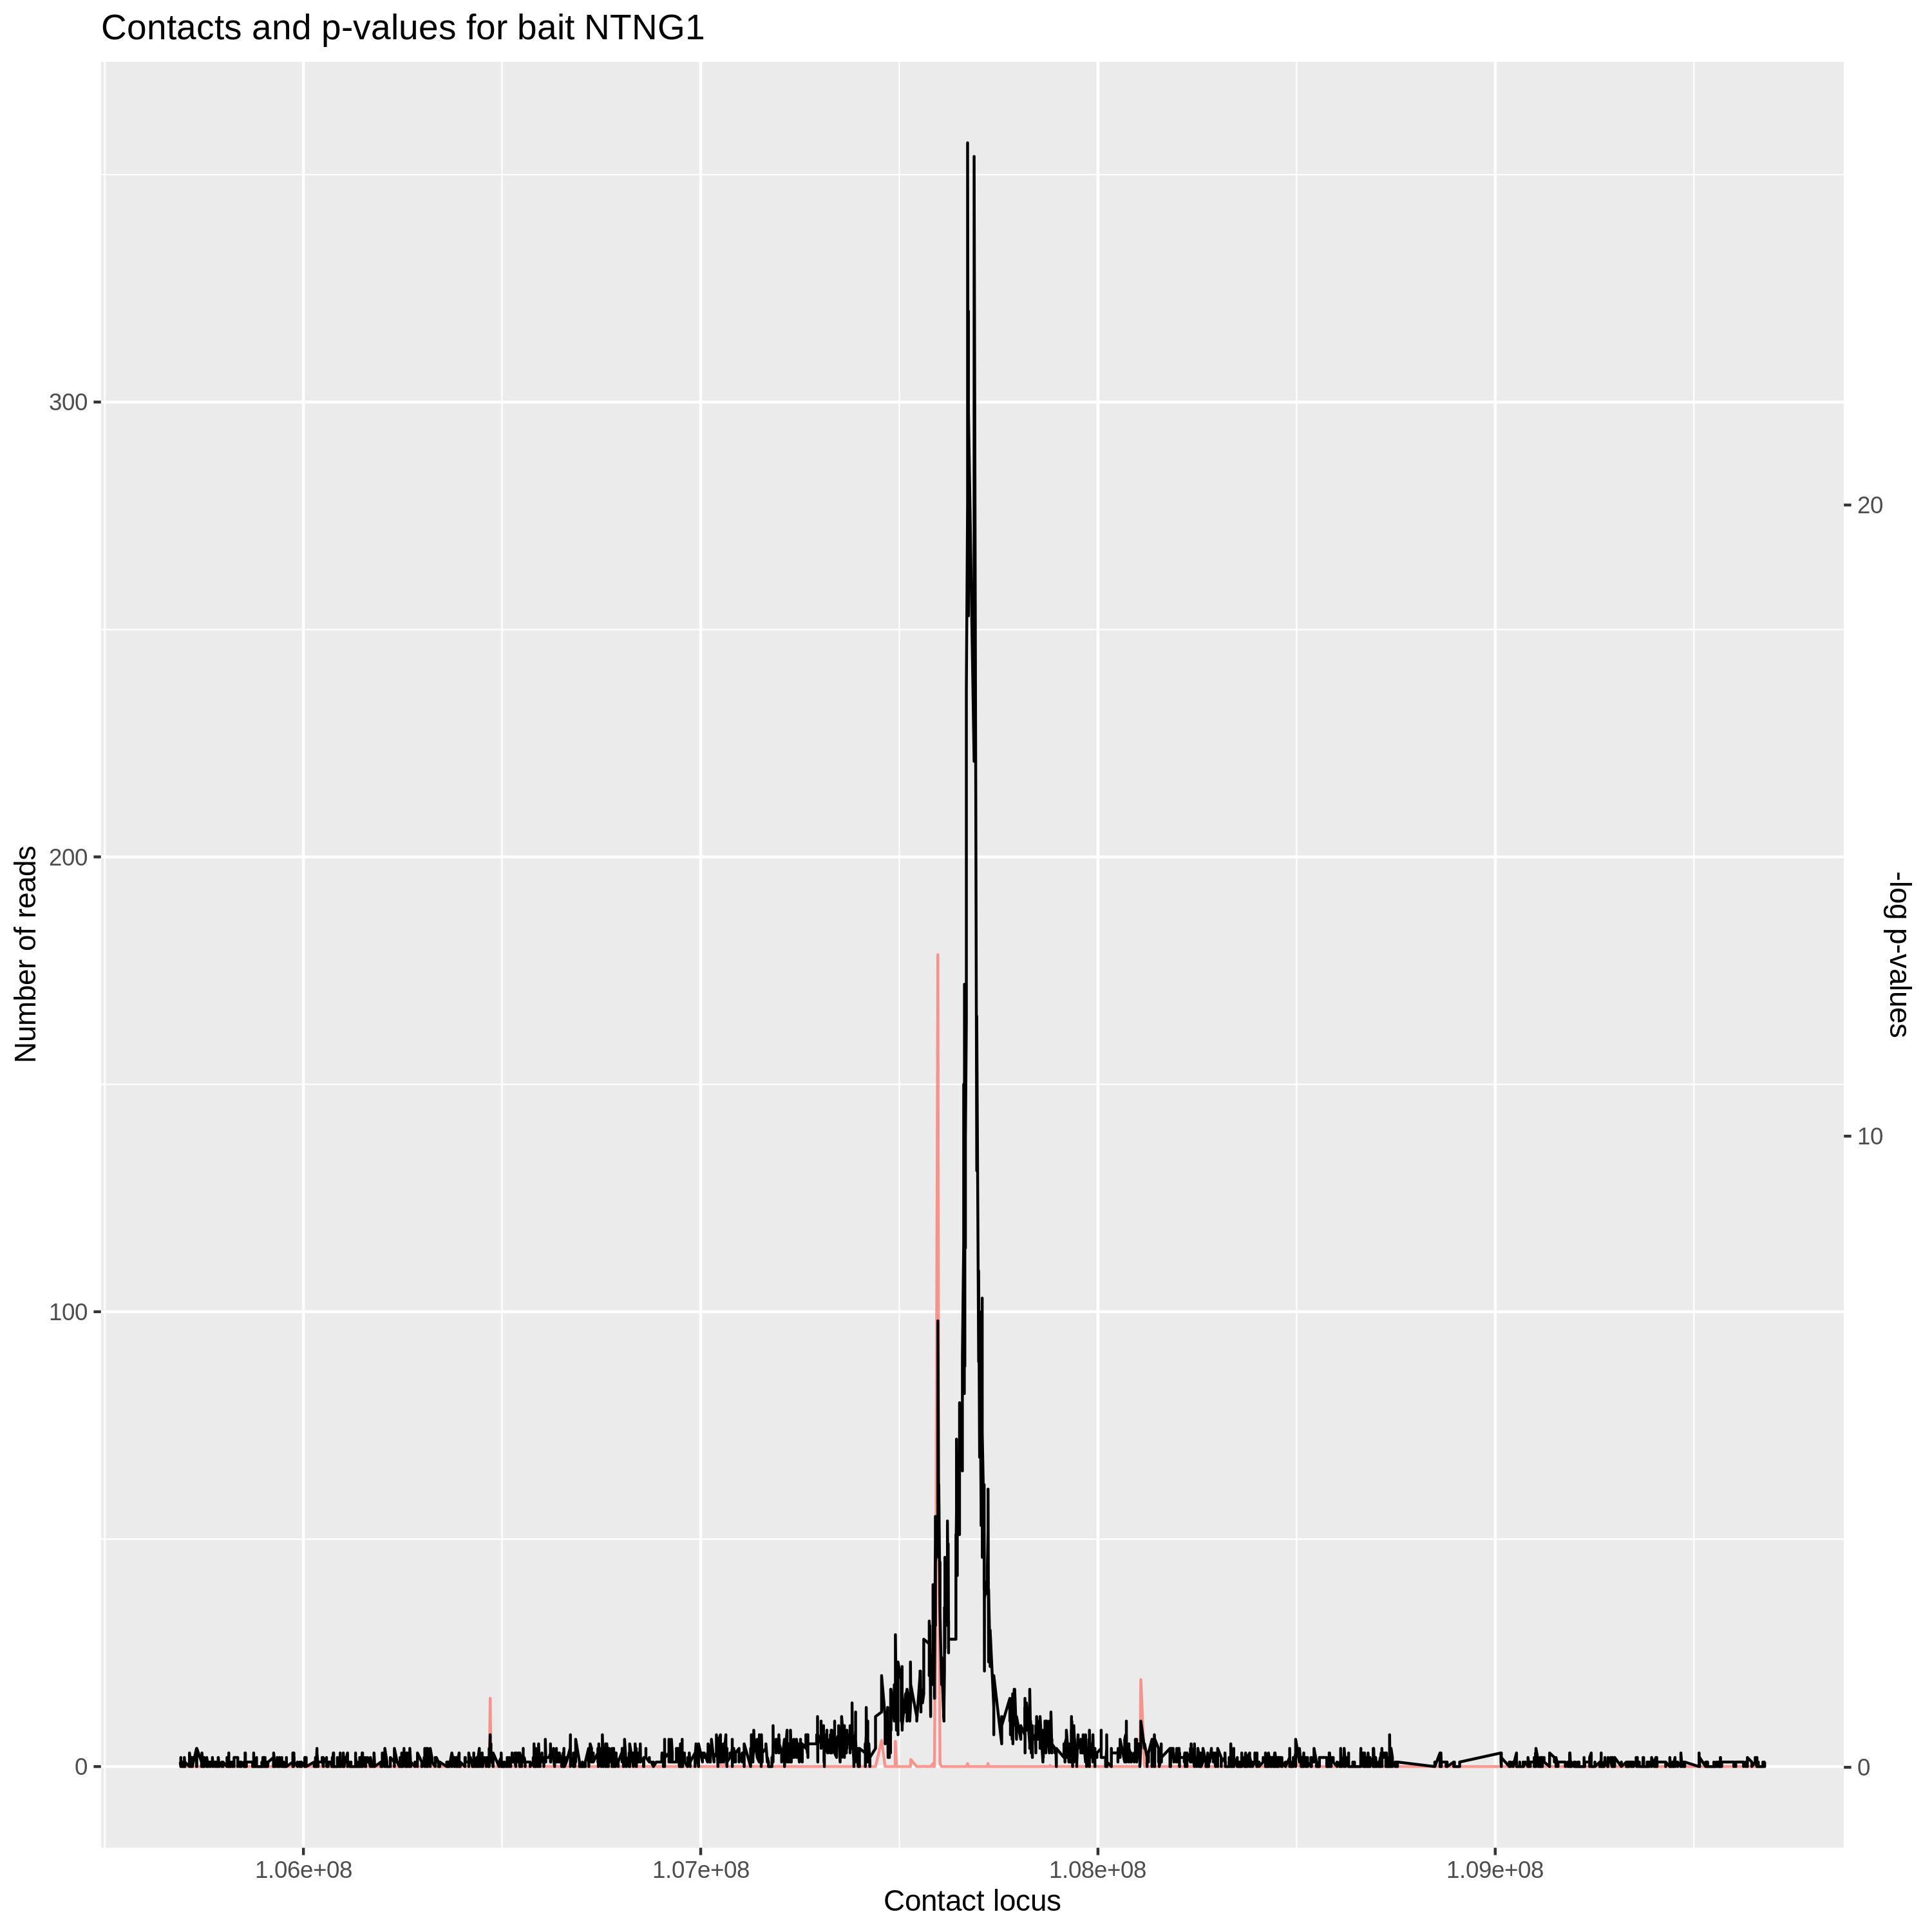 Contacts and p-values for bait NTNG1
300
200
100
0
Number of reads
20
10
0
-log p-values
1.06e+08
1.07e+08
1.08e+08
1.09e+08
Contact locus